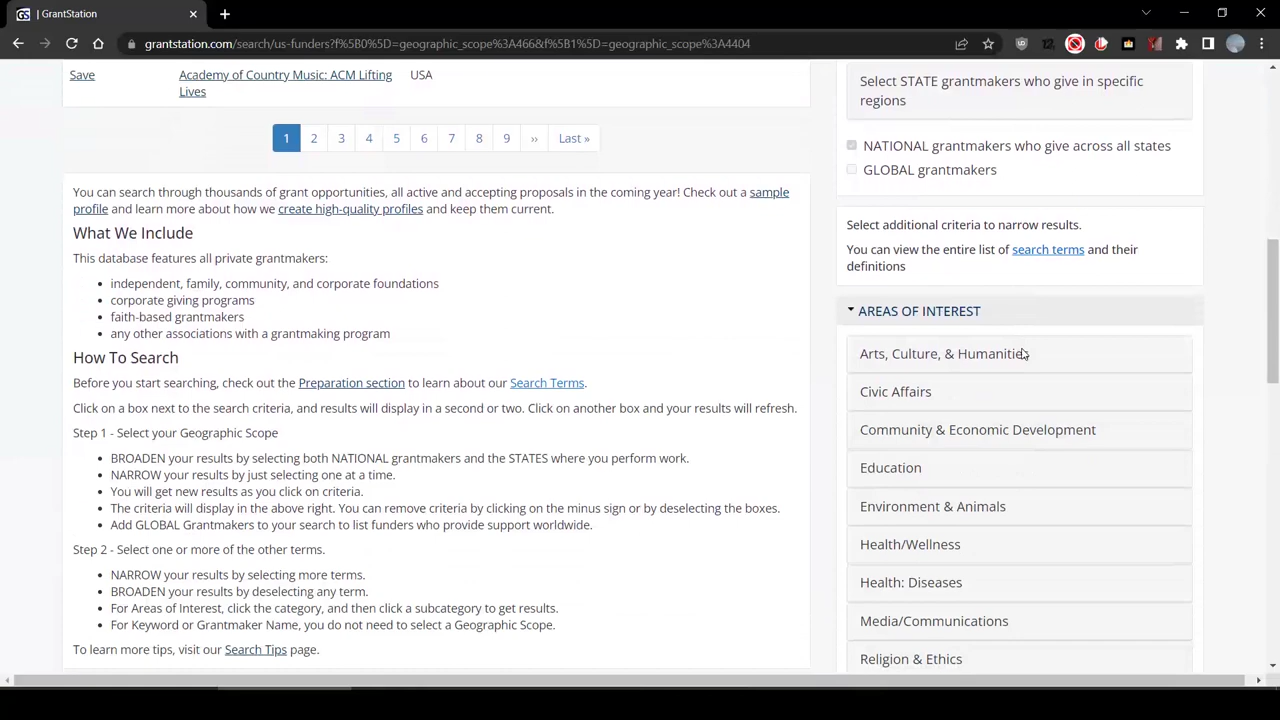 | GrantStation
grantstation.com/search/us-funders?f%5B0%5D=geographic_scope%3A466&f%5B1%5D=geographic_scope%3A4404
Save
Academy of Country Music: ACM Lifting
Lives
USA
1 2 3 4 5 6 7 8 9 ›› Last »
You can search through thousands of grant opportunities, all active and accepting proposals in the coming year! Check out a sample
profile and learn more about how we create high-quality profiles and keep them current.
What We Include
This database features all private grantmakers:
• independent, family, community, and corporate foundations
• corporate giving programs
• faith-based grantmakers
• any other associations with a grantmaking program
How To Search
Before you start searching, check out the Preparation section to learn about our Search Terms.
Click on a box next to the search criteria, and results will display in a second or two. Click on another box and your results will refresh.
Step 1 - Select your Geographic Scope
• BROADEN your results by selecting both NATIONAL grantmakers and the STATES where you perform work.
• NARROW your results by just selecting one at a time.
• You will get new results as you click on criteria.
• The criteria will display in the above right. You can remove criteria by clicking on the minus sign or by deselecting the boxes.
• Add GLOBAL Grantmakers to your search to list funders who provide support worldwide.
Step 2 - Select one or more of the other terms.
• NARROW your results by selecting more terms.
• BROADEN your results by deselecting any term.
• For Areas of Interest, click the category, and then click a subcategory to get results.
• For Keyword or Grantmaker Name, you do not need to select a Geographic Scope.
To learn more tips, visit our Search Tips page.
Select STATE grantmakers who give in specific
regions
NATIONAL grantmakers who give across all states
GLOBAL grantmakers
Select additional criteria to narrow results.
You can view the entire list of search terms and their
definitions
AREAS OF INTEREST
Arts, Culture, & Humanities
Civic Affairs
Community & Economic Development
Education
Environment & Animals
Health/Wellness
Health: Diseases
Media/Communications
Religion & Ethics